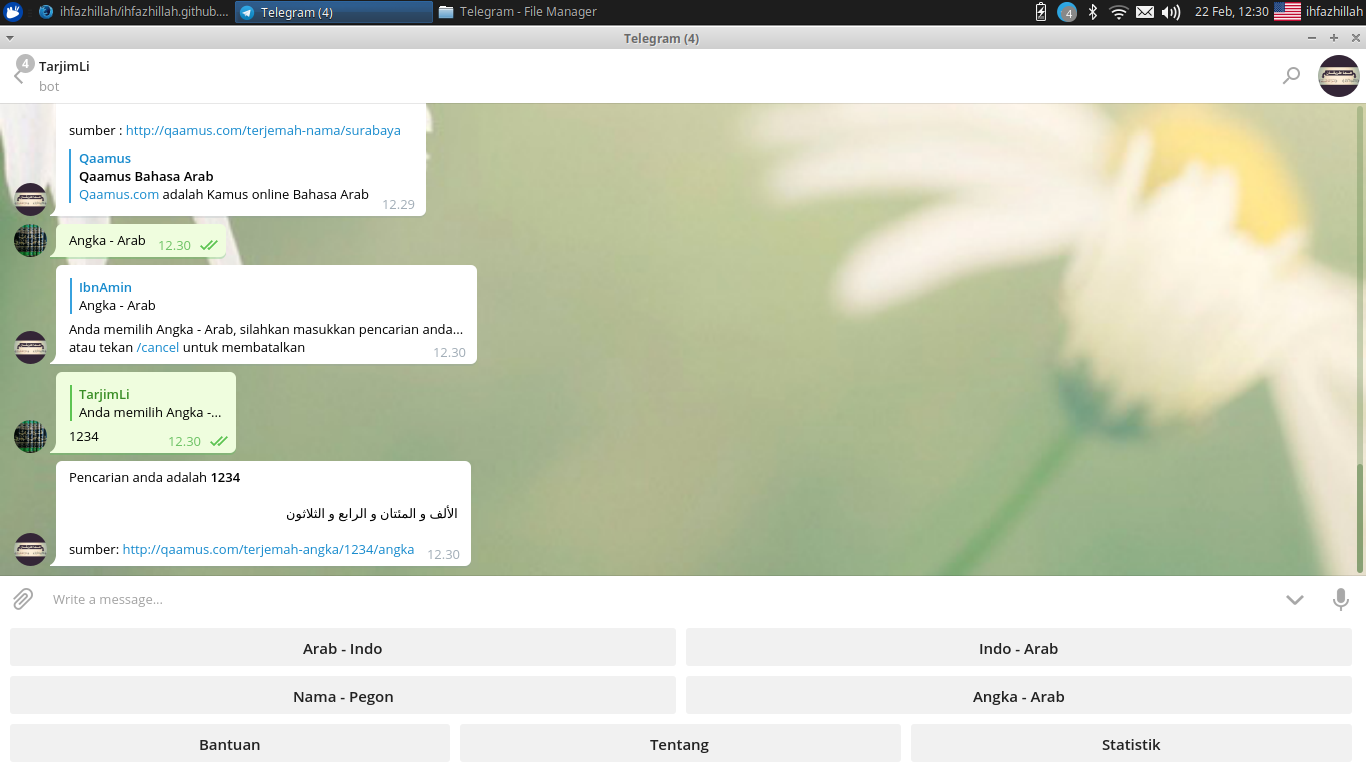 ihfazhillah/ihfazhillah.github....
Telegram (4)
Telegram - File Manager
4
22 Feb, 12:30
ihfazhillah
Telegram (4)
4
TarjimLi
bot
sumber : http://qaamus.com/terjemah-nama/surabaya
Qaamus
Qaamus Bahasa Arab
Qaamus.com adalah Kamus online Bahasa Arab
12.29
Angka - Arab 12.30
IbnAmin
Angka - Arab
Anda memilih Angka - Arab, silahkan masukkan pencarian anda...
atau tekan /cancel untuk membatalkan
12.30
TarjimLi
Anda memilih Angka -...
1234 12.30
Pencarian anda adalah 1234
الألف و المئتان و الرابع و الثلاثون
sumber: http://qaamus.com/terjemah-angka/1234/angka 12.30
Write a message...
Arab - Indo
Indo - Arab
Nama - Pegon
Angka - Arab
Bantuan
Tentang
Statistik